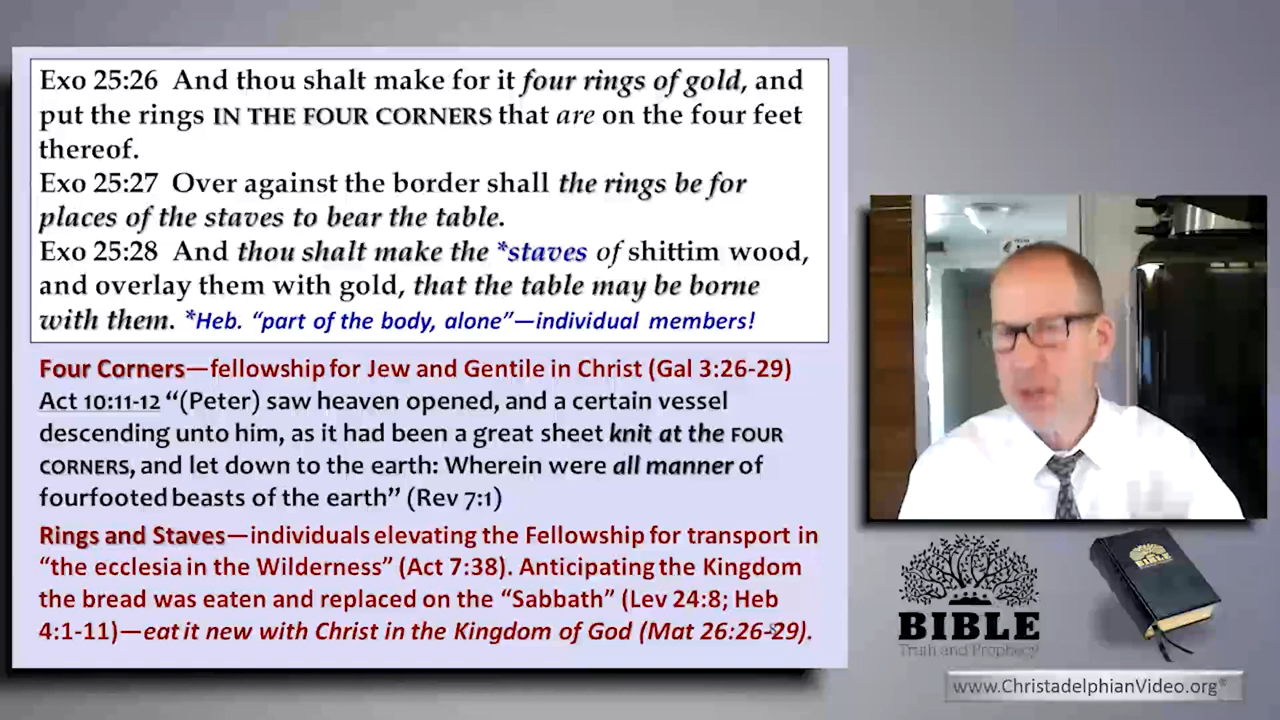 Exo 25:26 And thou shalt make for it four rings of gold, and
put the rings IN THE FOUR CORNERS that are on the four feet
thereof.
Exo 25:27 Over against the border shall the rings be for
places of the staves to bear the table.
Exo 25:28 And thou shalt make the *staves of shittim wood,
and overlay them with gold, that the table may be borne
with them. *Heb. “part of the body, alone”—individual members!
Four Corners—fellowship for Jew and Gentile in Christ (Gal 3:26-29)
Act 10:11-12 “(Peter) saw heaven opened, and a certain vessel
descending unto him, as it had been a great sheet knit at the FOUR
CORNERS, and let down to the earth: Wherein were all manner of
fourfooted beasts of the earth” (Rev 7:1)
Rings and Staves—individuals elevating the Fellowship for transport in
“the ecclesia in the Wilderness” (Act 7:38). Anticipating the Kingdom
the bread was eaten and replaced on the “Sabbath” (Lev 24:8; Heb
4:1-11)—eat it new with Christ in the Kingdom of God (Mat 26:26-29).
BIBLE
Truth and Prophecy
www.ChristadelphianVideo.org*